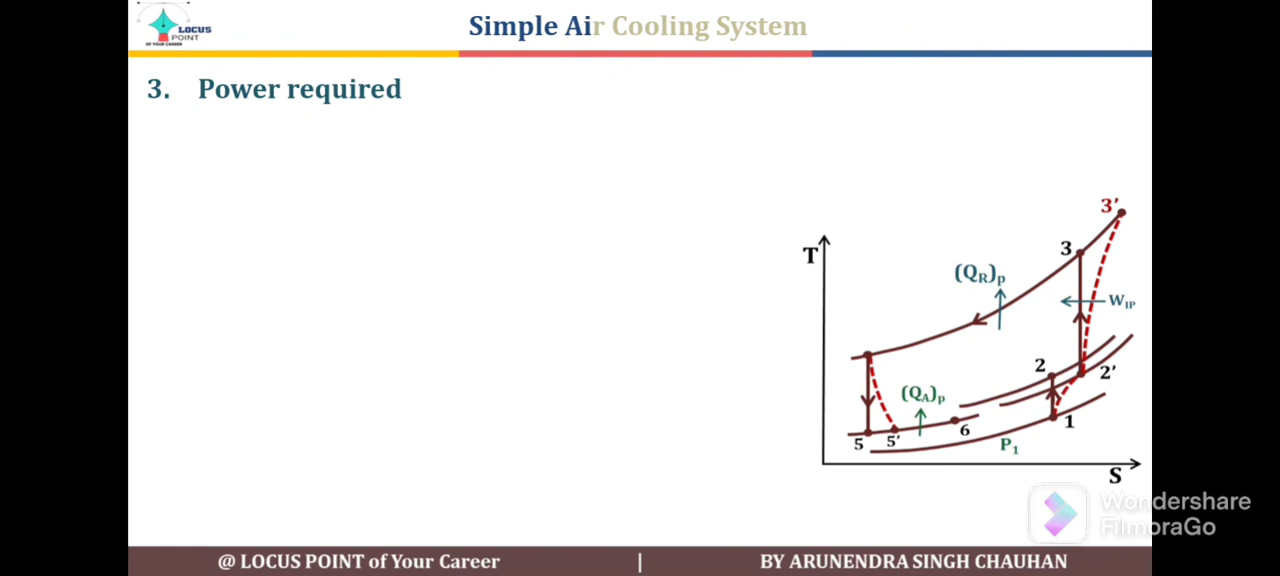 LOCUS
POINT
OF YOUR CAREER
Simple Air Cooling System
3. Power required
T
3'
3
(Q_R)_p
W_IP
2
2'
(Q_A)_p
1
6
5
5'
P_1
S
Wondershare
FilmoraGo
@ LOCUS POINT of Your Career | BY ARUNENDRA SINGH CHAUHAN